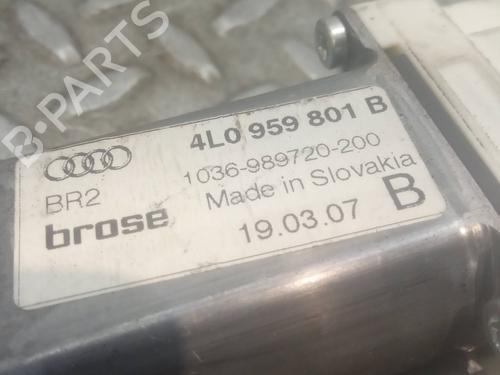 4L0 959 801 B
1036-989720-200
BR2
Made in Slovakia
brose
19.03.07
B
B-PARTS